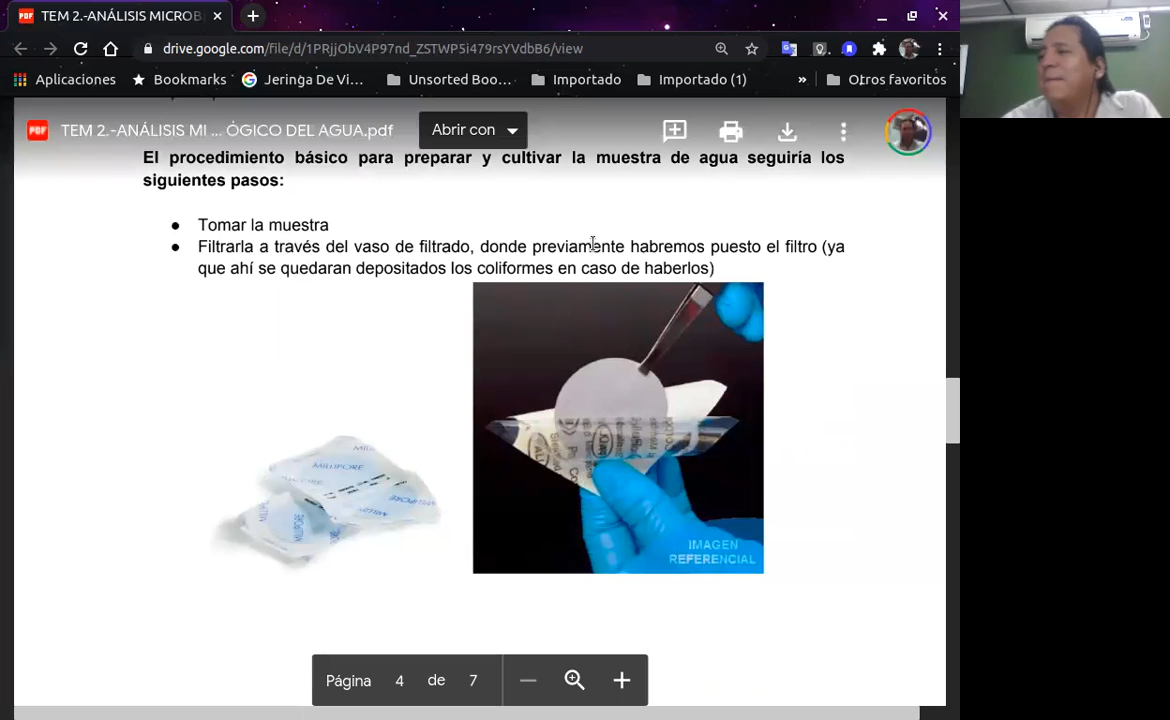 TEM 2.-ANÁLISIS MICROB
drive.google.com/file/d/1PRjjObV4P97nd_ZSTWP5i479rsYVdbB6/view
Aplicaciones Bookmarks Jeringa De Vi... Unsorted Boo... Importado Importado (1) » Otros favoritos
PDF TEM 2.-ANÁLISIS MI ... ÓGICO DEL AGUA.pdf Abrir con
El procedimiento básico para preparar y cultivar la muestra de agua seguiría los
siguientes pasos:
● Tomar la muestra
● Filtrarla a través del vaso de filtrado, donde previamente habremos puesto el filtro (ya
que ahí se quedaran depositados los coliformes en caso de haberlos)
MILLIPORE
MILLIPORE
IMAGEN
REFERENCIAL
Página 4 de 7